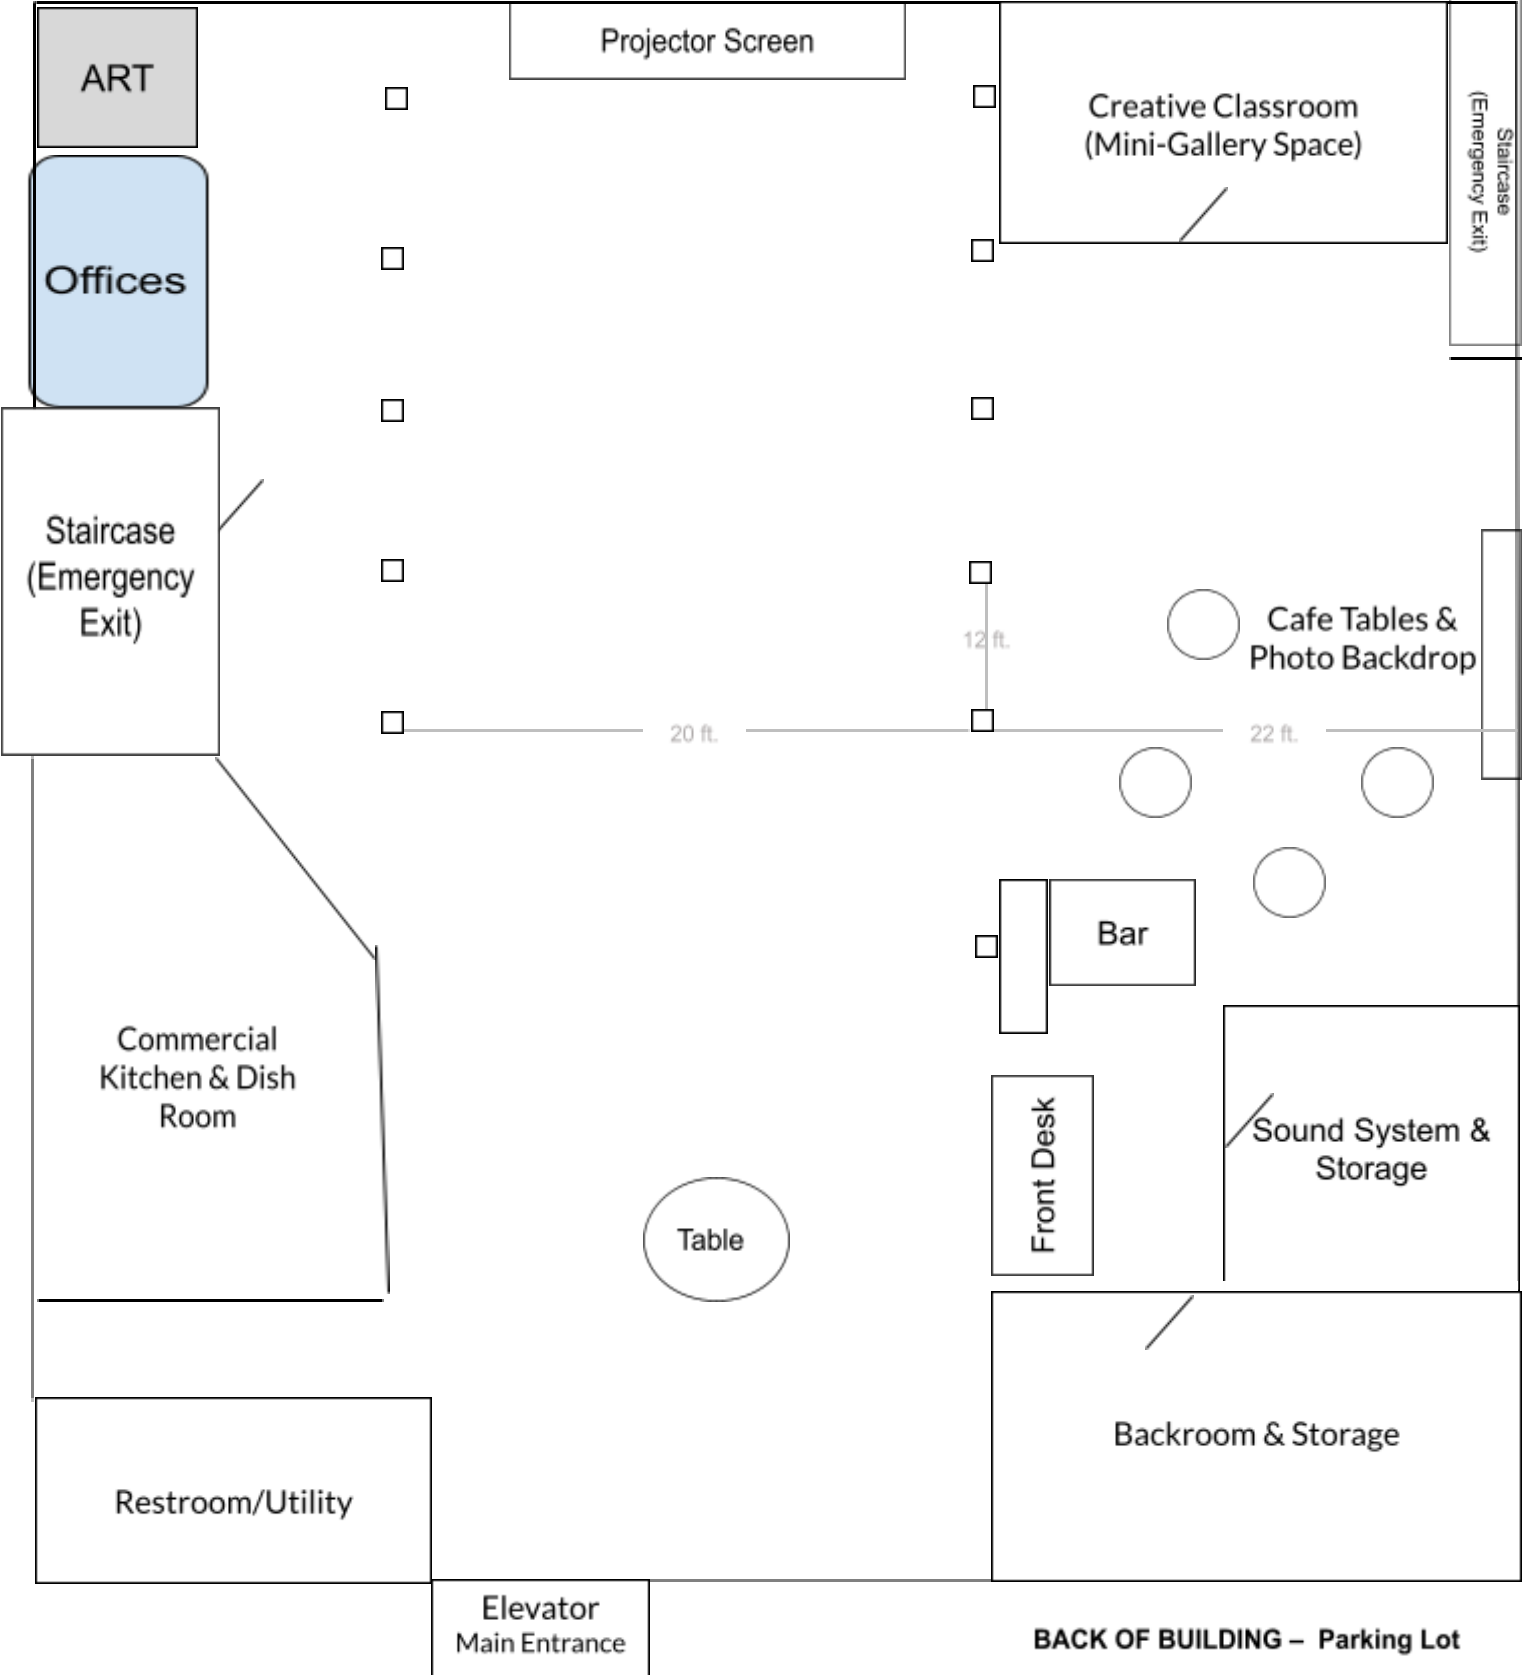 Projector Screen
ART
Creative Classroom
(Mini-Gallery Space)
Staircase
(Emergency Exit)
Offices
Staircase
(Emergency
Exit)
Cafe Tables &
Photo Backdrop
12 ft.
20 ft.
22 ft.
Bar
Commercial
Kitchen & Dish
Room
Front Desk
Sound System &
Storage
Table
Backroom & Storage
Restroom/Utility
Elevator
Main Entrance
BACK OF BUILDING – Parking Lot